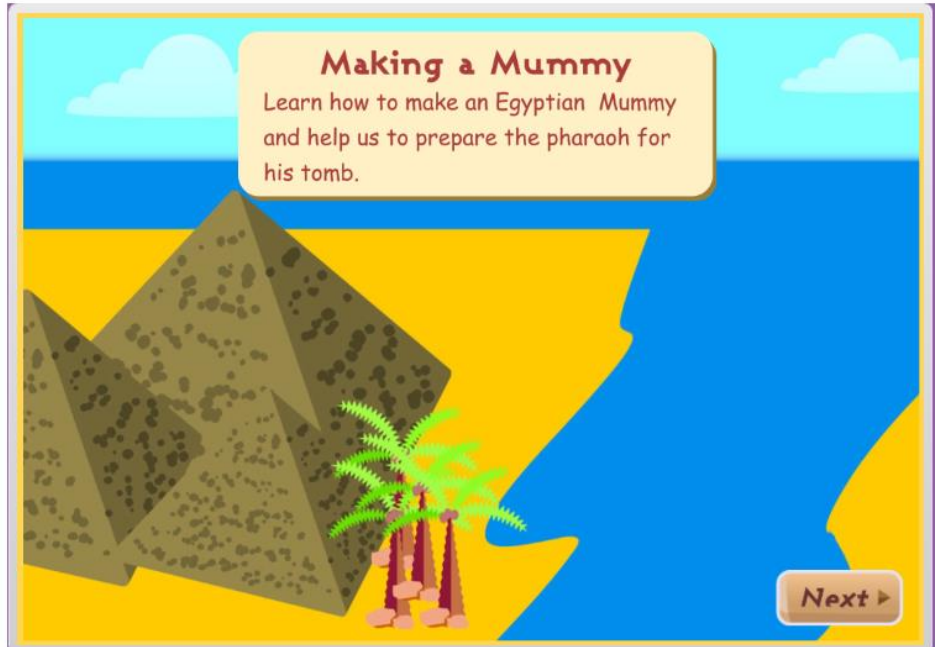 Making a Mummy
Learn how to make an Egyptian Mummy
and help us to prepare the pharaoh for
his tomb.
Next